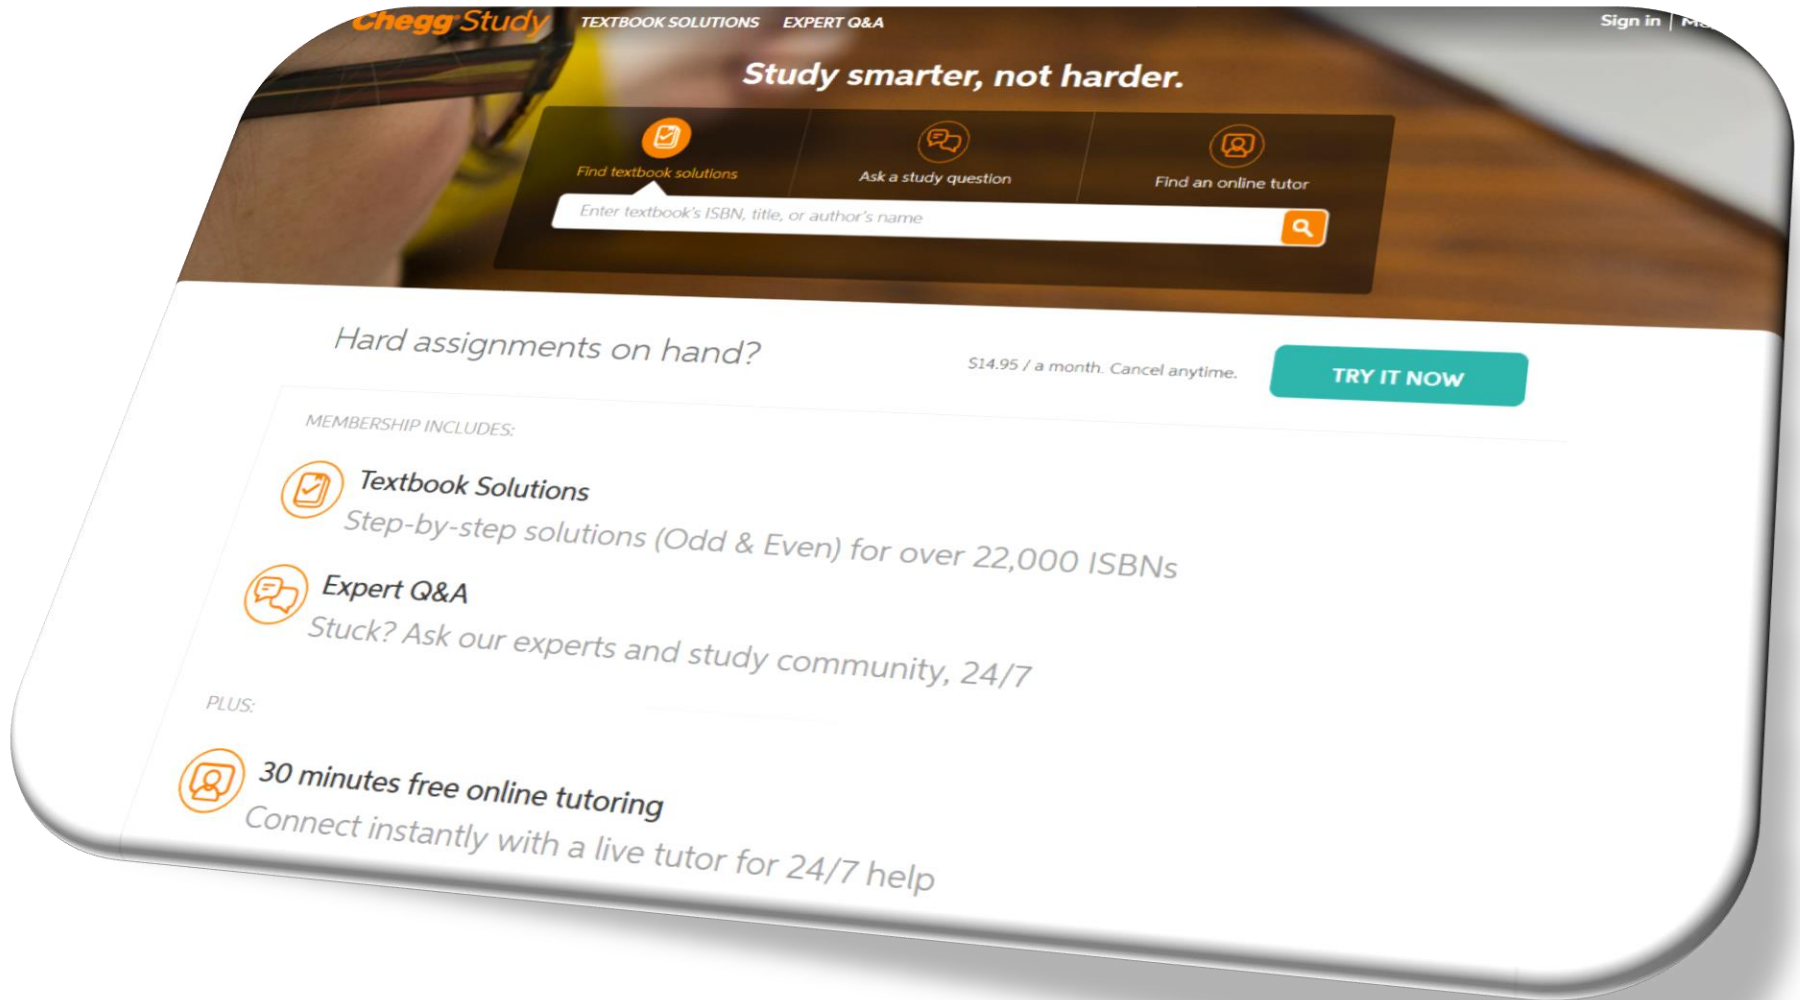 Chegg Study TEXTBOOK SOLUTIONS EXPERT Q&A Sign in |
Study smarter, not harder.
Find textbook solutions
Ask a study question
Find an online tutor
Enter textbook's ISBN, title, or author's name
Hard assignments on hand?
$14.95 / a month. Cancel anytime.
TRY IT NOW
MEMBERSHIP INCLUDES:
Textbook Solutions
Step-by-step solutions (Odd & Even) for over 22,000 ISBNs
Expert Q&A
Stuck? Ask our experts and study community, 24/7
PLUS:
30 minutes free online tutoring
Connect instantly with a live tutor for 24/7 help